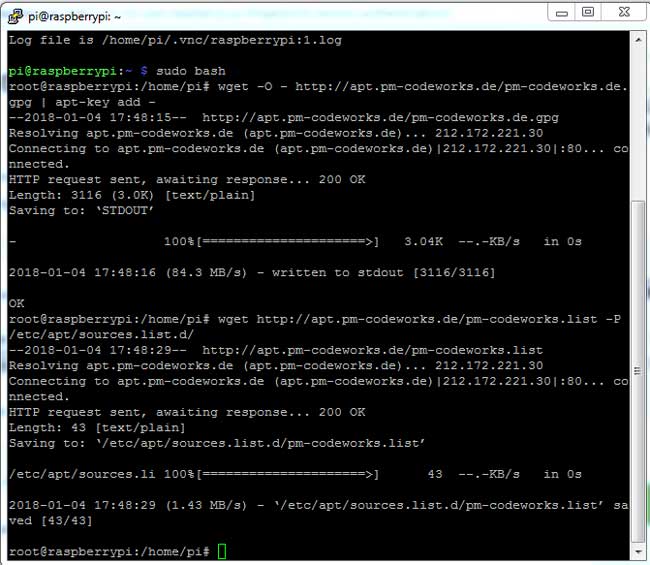 pi@raspberrypi: ~
Log file is /home/pi/.vnc/raspberrypi:1.log
pi@raspberrypi:~ $ sudo bash
root@raspberrypi:/home/pi# wget -O - http://apt.pm-codeworks.de/pm-codeworks.de.
gpg | apt-key add -
--2018-01-04 17:48:15--  http://apt.pm-codeworks.de/pm-codeworks.de.gpg
Resolving apt.pm-codeworks.de (apt.pm-codeworks.de)... 212.172.221.30
Connecting to apt.pm-codeworks.de (apt.pm-codeworks.de)|212.172.221.30|:80... co
nnected.
HTTP request sent, awaiting response... 200 OK
Length: 3116 (3.0K) [text/plain]
Saving to: ‘STDOUT’
-                   100%[=====================>]   3.04K  --.-KB/s   in 0s
2018-01-04 17:48:16 (84.3 MB/s) - written to stdout [3116/3116]
OK
root@raspberrypi:/home/pi# wget http://apt.pm-codeworks.de/pm-codeworks.list -P
/etc/apt/sources.list.d/
--2018-01-04 17:48:29--  http://apt.pm-codeworks.de/pm-codeworks.list
Resolving apt.pm-codeworks.de (apt.pm-codeworks.de)... 212.172.221.30
Connecting to apt.pm-codeworks.de (apt.pm-codeworks.de)|212.172.221.30|:80... co
nnected.
HTTP request sent, awaiting response... 200 OK
Length: 43 [text/plain]
Saving to: ‘/etc/apt/sources.list.d/pm-codeworks.list’
/etc/apt/sources.li 100%[=====================>]      43  --.-KB/s   in 0s
2018-01-04 17:48:29 (1.43 MB/s) - ‘/etc/apt/sources.list.d/pm-codeworks.list’ sa
ved [43/43]
root@raspberrypi:/home/pi#